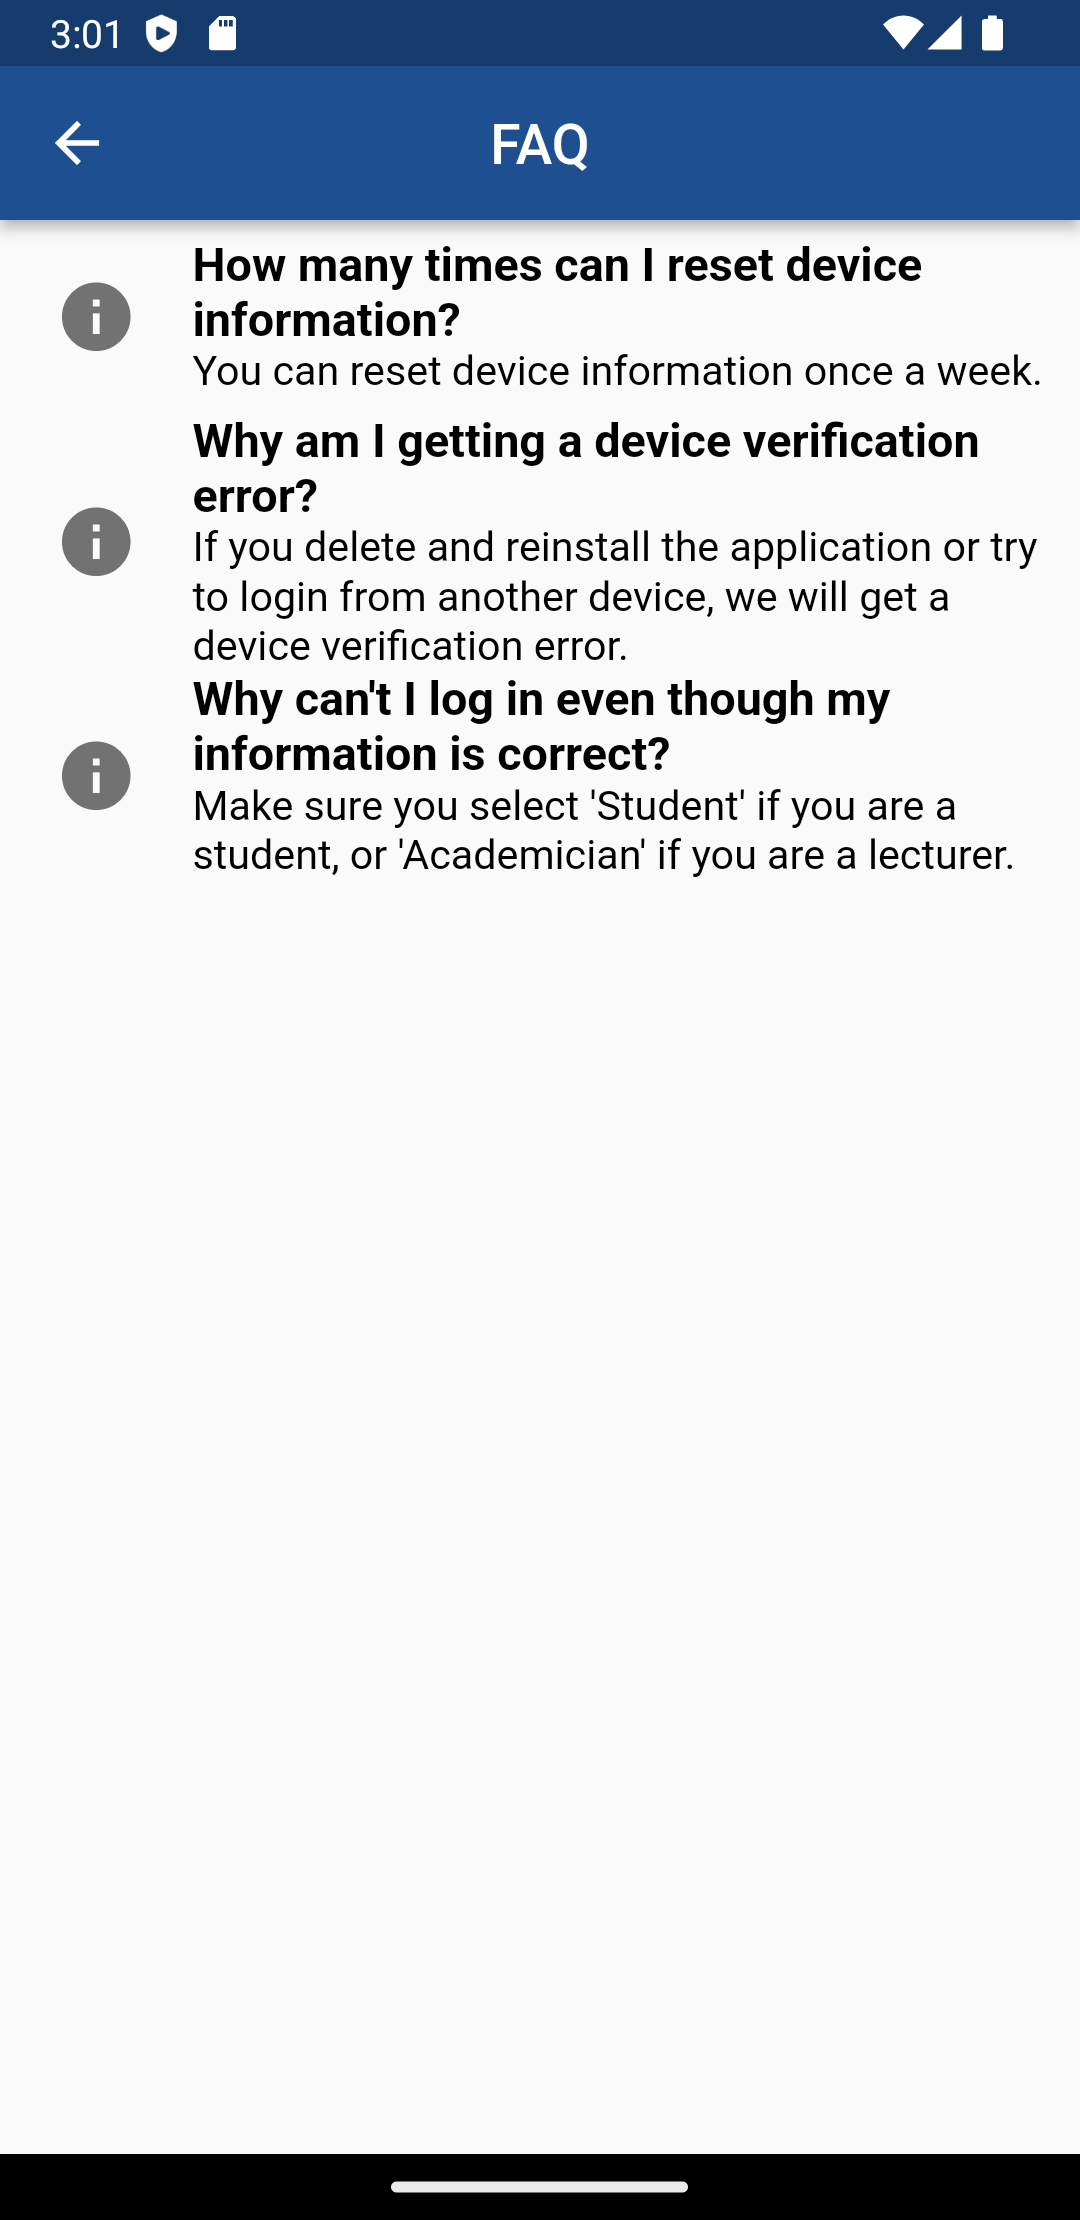 3:01
FAQ
How many times can I reset device
information?
You can reset device information once a week.
Why am I getting a device verification
error?
If you delete and reinstall the application or try
to login from another device, we will get a
device verification error.
Why can't I log in even though my
information is correct?
Make sure you select 'Student' if you are a
student, or 'Academician' if you are a lecturer.